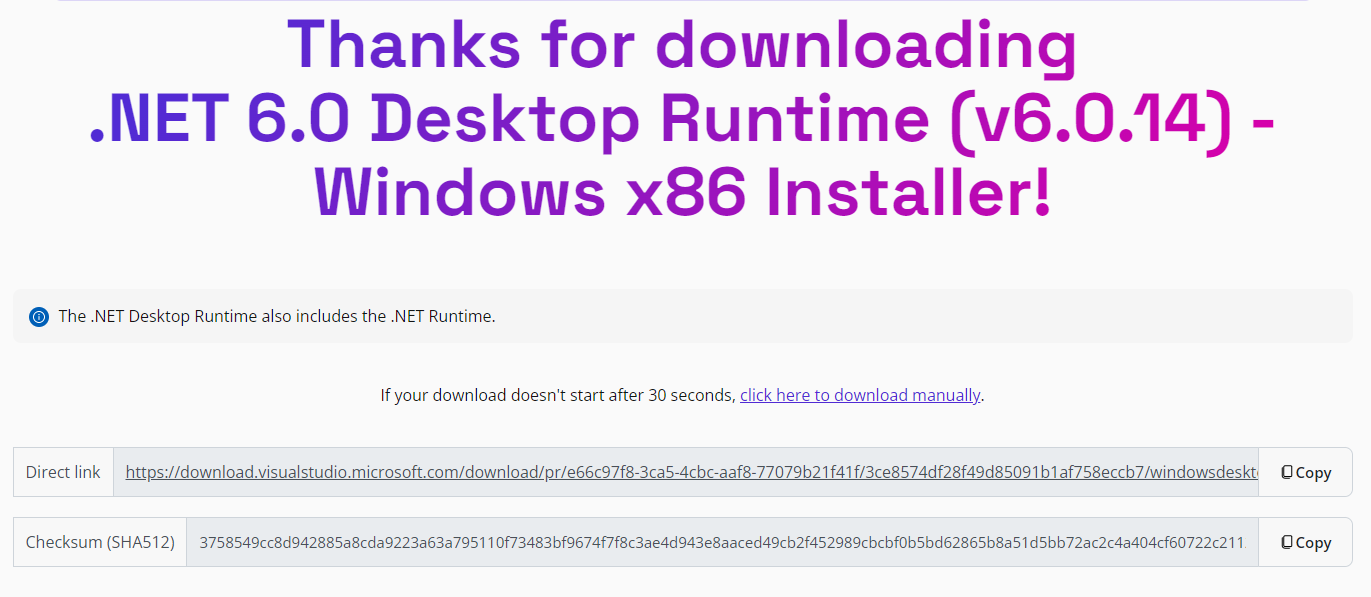 Thanks for downloading
.NET 6.0 Desktop Runtime (v6.0.14) -
Windows x86 Installer!
The .NET Desktop Runtime also includes the .NET Runtime.
If your download doesn't start after 30 seconds, click here to download manually.
Direct link https://download.visualstudio.microsoft.com/download/pr/e66c97f8-3ca5-4cbc-aaf8-77079b21f41f/3ce8574df28f49d85091b1af758eccb7/windowsdeskt Copy
Checksum (SHA512) 3758549cc8d942885a8cda9223a63a795110f73483bf9674f7f8c3ae4d943e8aaced49cb2f452989cbcbf0b5bd62865b8a51d5bb72ac2c4a404cf60722c211 Copy